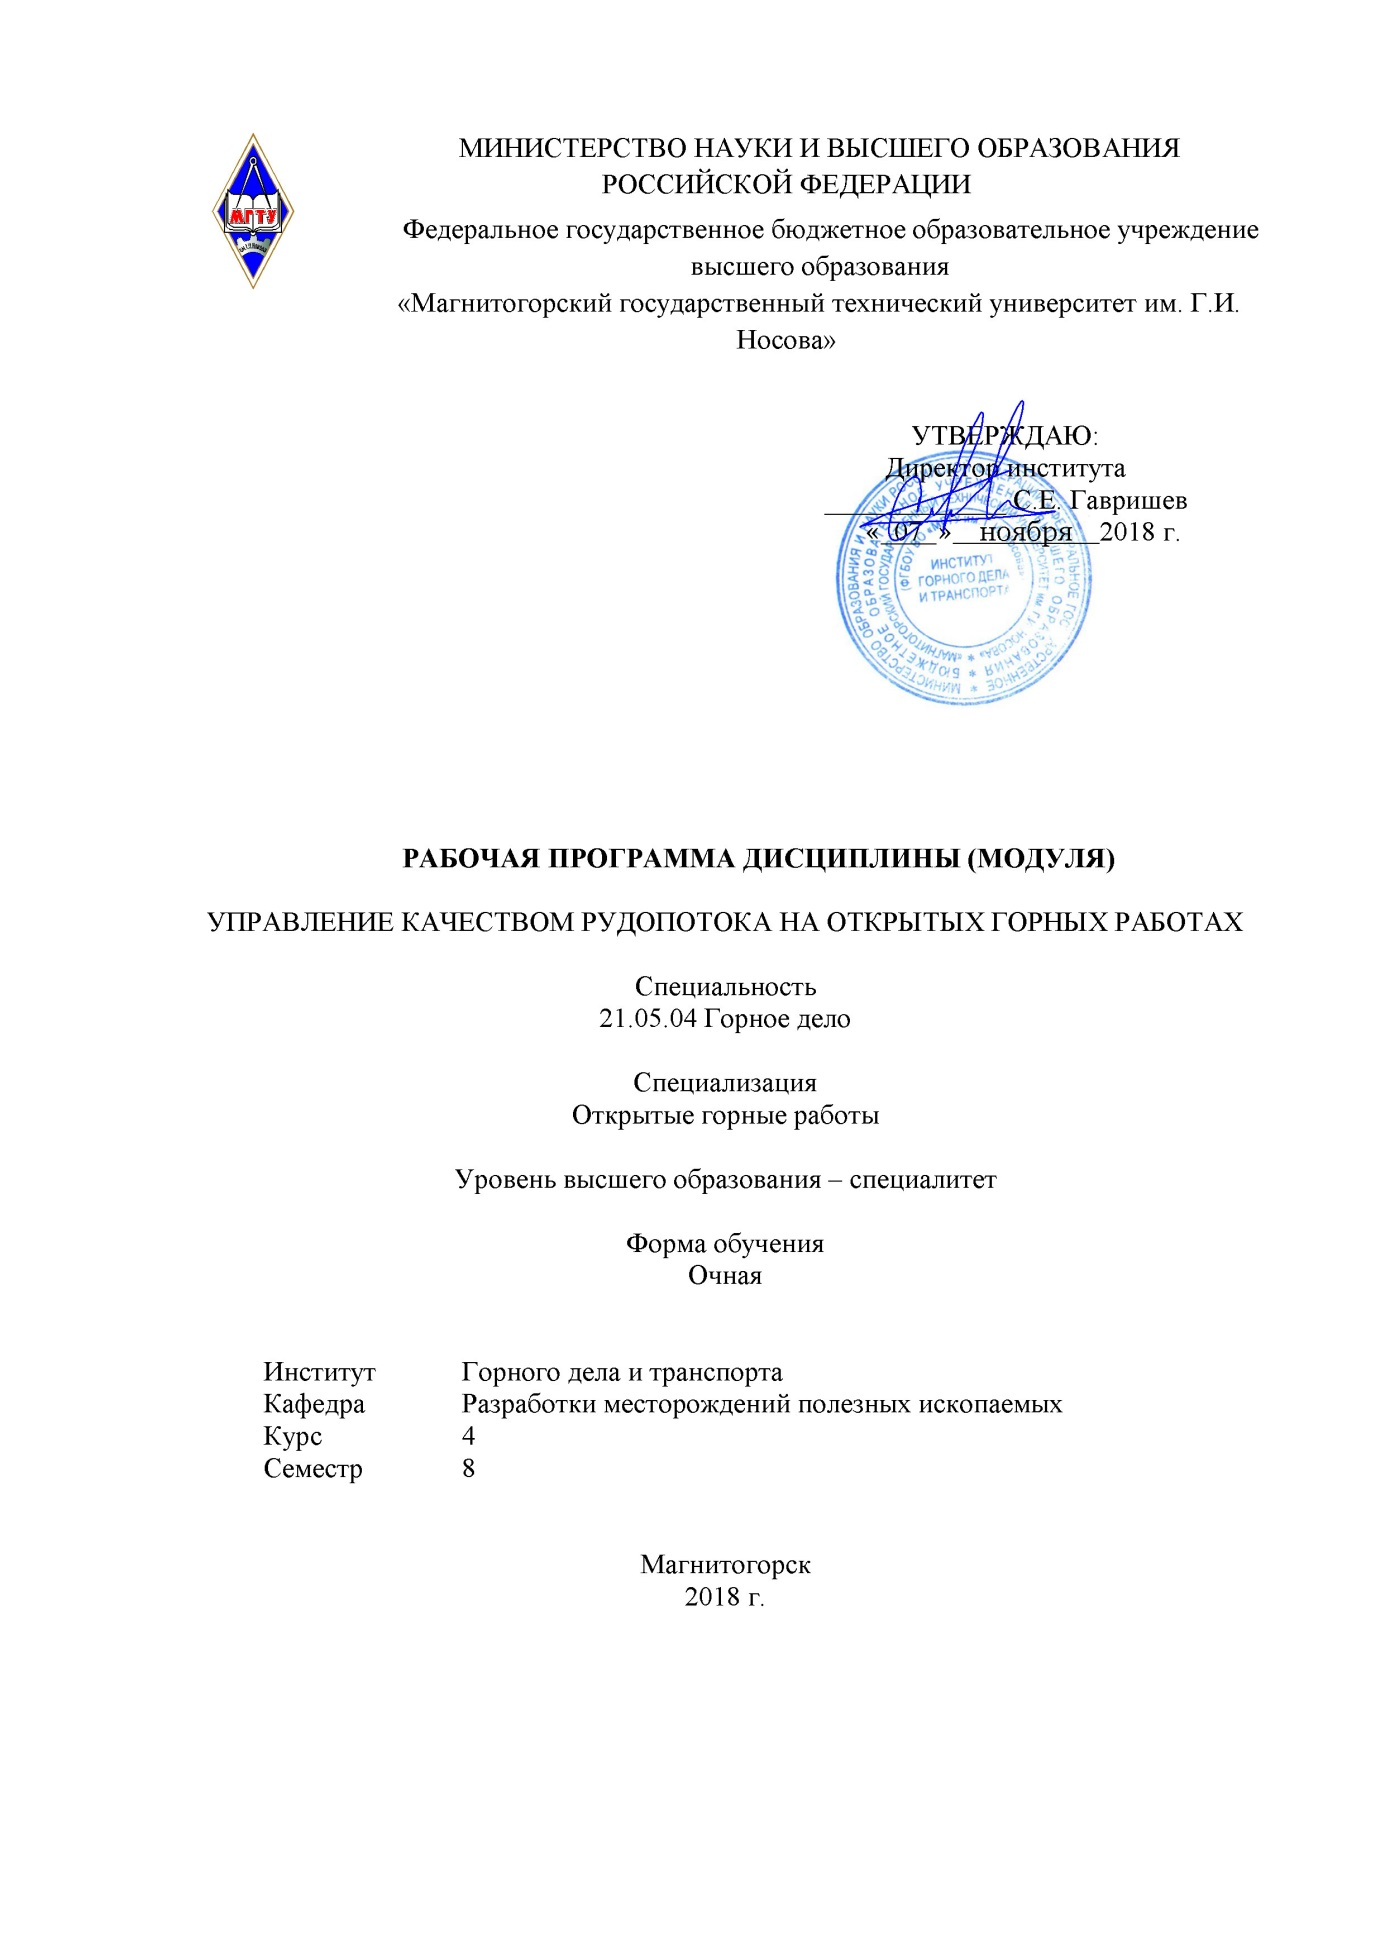 МГТУ
МИНИСТЕРСТВО НАУКИ И ВЫСШЕГО ОБРАЗОВАНИЯ
РОССИЙСКОЙ ФЕДЕРАЦИИ
Федеральное государственное бюджетное образовательное учреждение
высшего образования
«Магнитогорский государственный технический университет им. Г.И.
Носова»
УТВЕРЖДАЮ:
Директор института
С.Е. Гавришев
« 07 » ноября 2018 г.
ИНСТИТУТ
ГОРНОГО ДЕЛА
И ТРАНСПОРТА
РАБОЧАЯ ПРОГРАММА ДИСЦИПЛИНЫ (МОДУЛЯ)
УПРАВЛЕНИЕ КАЧЕСТВОМ РУДОПОТОКА НА ОТКРЫТЫХ ГОРНЫХ РАБОТАХ
Специальность
21.05.04 Горное дело
Специализация
Открытые горные работы
Уровень высшего образования – специалитет
Форма обучения
Очная
Институт Горного дела и транспорта
Кафедра Разработки месторождений полезных ископаемых
Курс 4
Семестр 8
Магнитогорск
2018 г.